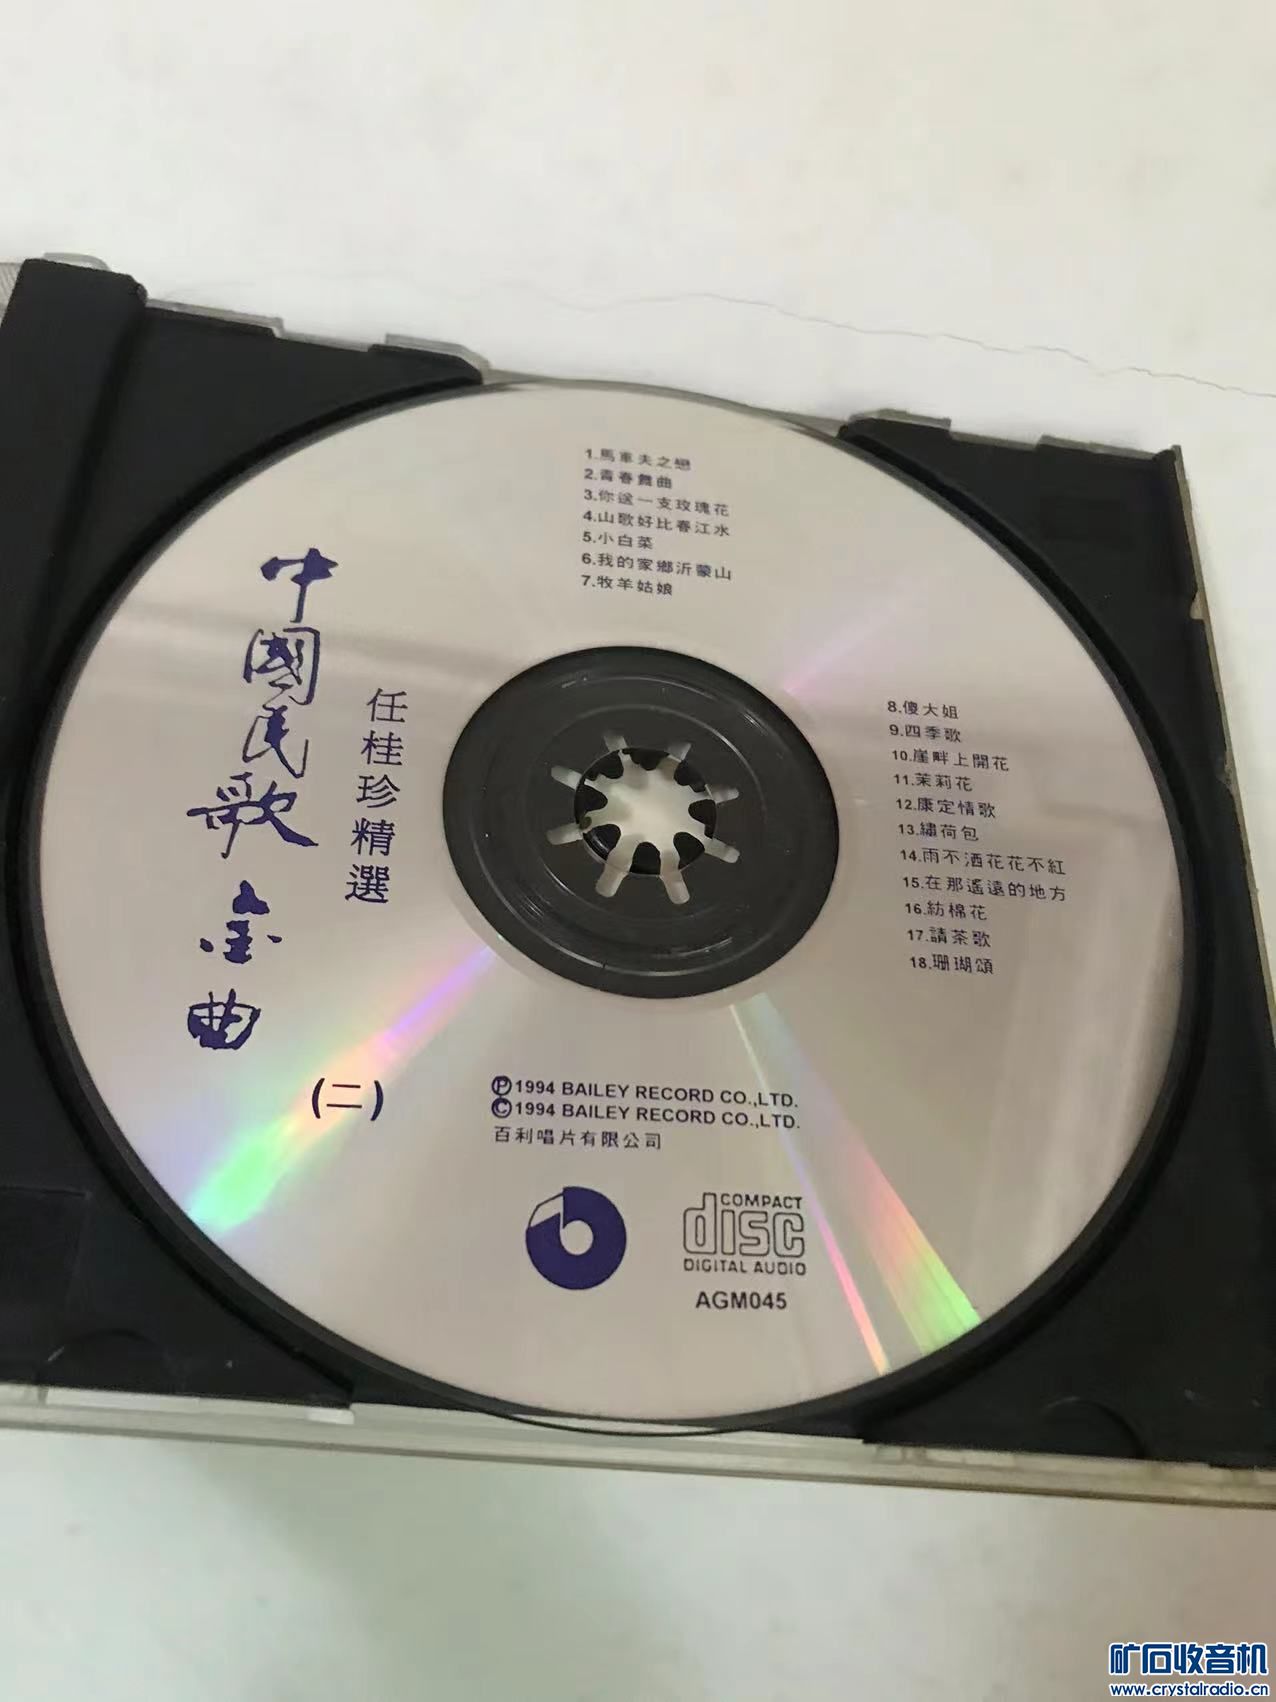 中國民歌金曲
(二)
任桂珍精選
1.馬車夫之戀
2.青春舞曲
3.你送一支玫瑰花
4.山歌好比春江水
5.小白菜
6.我的家鄉沂蒙山
7.牧羊姑娘
8.傻大姐
9.四季歌
10.崖畔上開花
11.茉莉花
12.康定情歌
13.繡荷包
14.雨不洒花花不紅
15.在那遙遠的地方
16.紡棉花
17.請茶歌
18.珊瑚頌
Ⓟ1994 BAILEY RECORD CO.,LTD.
©1994 BAILEY RECORD CO.,LTD.
百利唱片有限公司
COMPACT
disc
DIGITAL AUDIO
AGM045
矿石收音机
www.crystalradio.cn